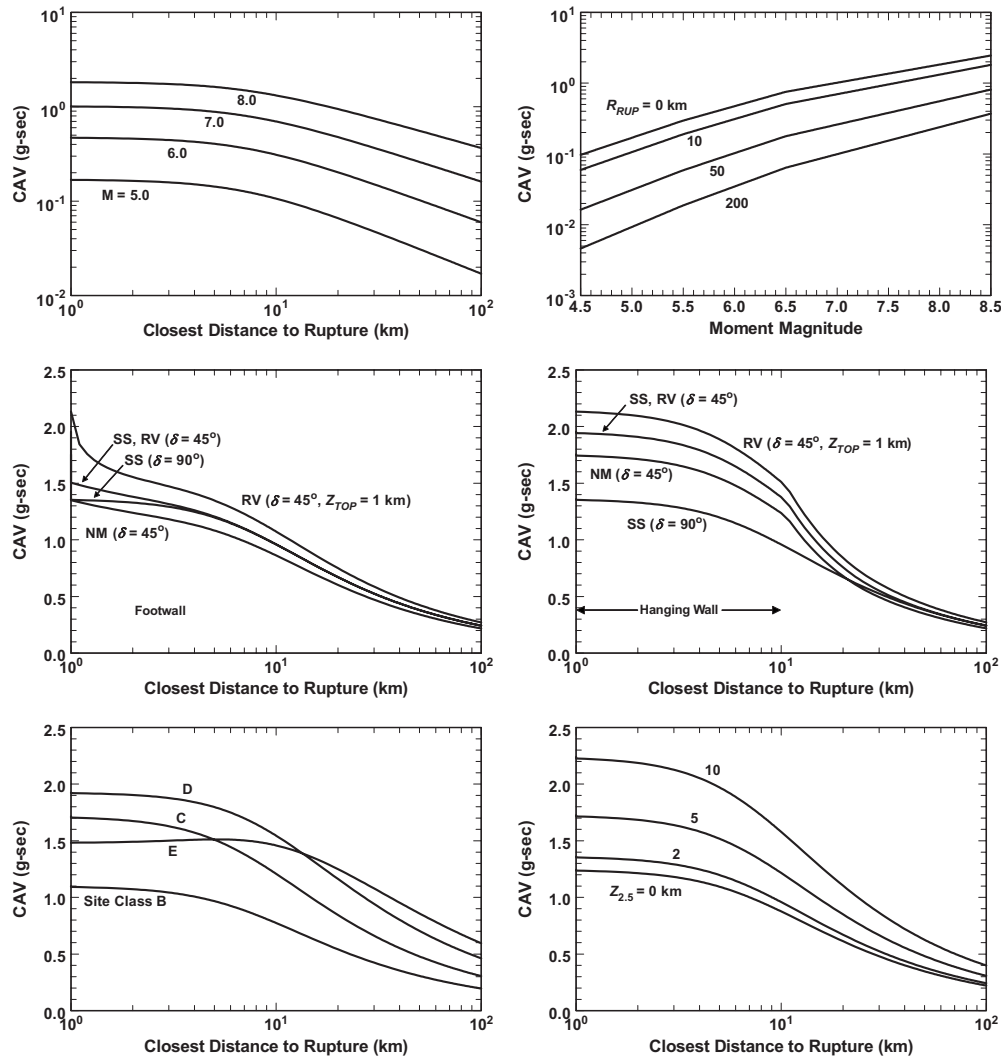 10^1
10^0
10^-1
10^-2
CAV (g-sec)
8.0
7.0
6.0
M = 5.0
10^0
10^1
10^2
Closest Distance to Rupture (km)
10^1
10^0
10^-1
10^-2
10^-3
CAV (g-sec)
R_RUP = 0 km
10
50
200
4.5 5.0 5.5 6.0 6.5 7.0 7.5 8.0 8.5
Moment Magnitude
2.5
2.0
1.5
1.0
0.5
0.0
CAV (g-sec)
SS, RV (δ = 45°)
SS (δ = 90°)
RV (δ = 45°, Z_TOP = 1 km)
NM (δ = 45°)
Footwall
10^0
10^1
10^2
Closest Distance to Rupture (km)
2.5
2.0
1.5
1.0
0.5
0.0
CAV (g-sec)
SS, RV (δ = 45°)
RV (δ = 45°, Z_TOP = 1 km)
NM (δ = 45°)
SS (δ = 90°)
Hanging Wall
10^0
10^1
10^2
Closest Distance to Rupture (km)
2.5
2.0
1.5
1.0
0.5
0.0
CAV (g-sec)
D
C
E
Site Class B
10^0
10^1
10^2
Closest Distance to Rupture (km)
2.5
2.0
1.5
1.0
0.5
0.0
CAV (g-sec)
10
5
2
Z_2.5 = 0 km
10^0
10^1
10^2
Closest Distance to Rupture (km)